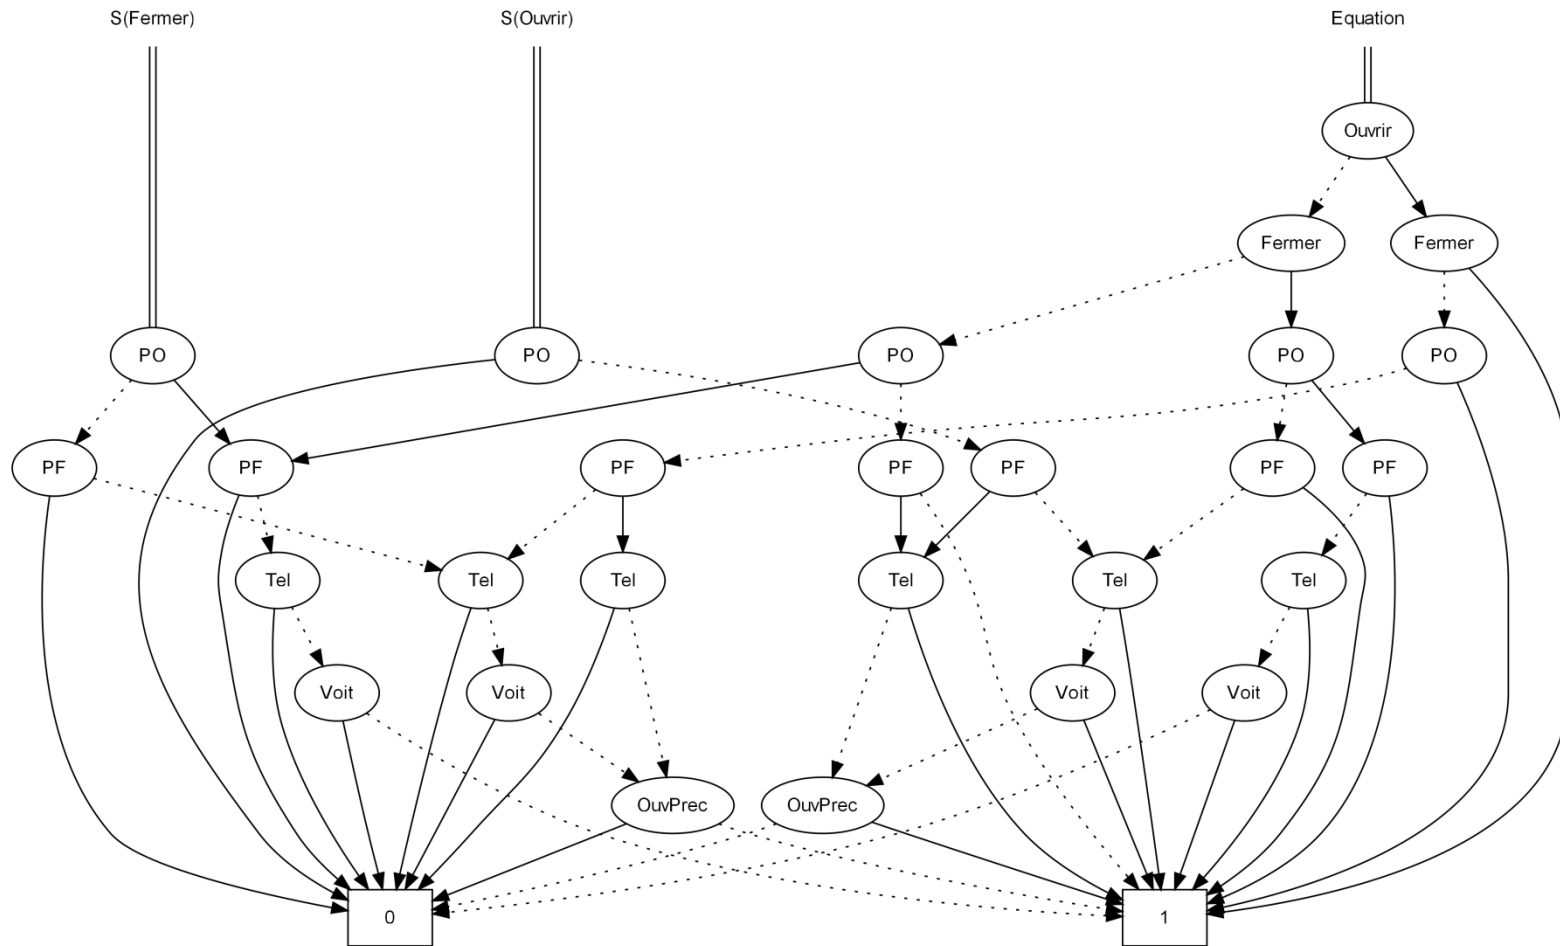 S(Fermer) S(Ouvrir) Equation
Ouvrir
Fermer Fermer
PO PO PO PO PO
PF PF PF PF PF PF PF
Tel Tel Tel Tel Tel Tel
Voit Voit Voit Voit
OuvPrec OuvPrec
0 1